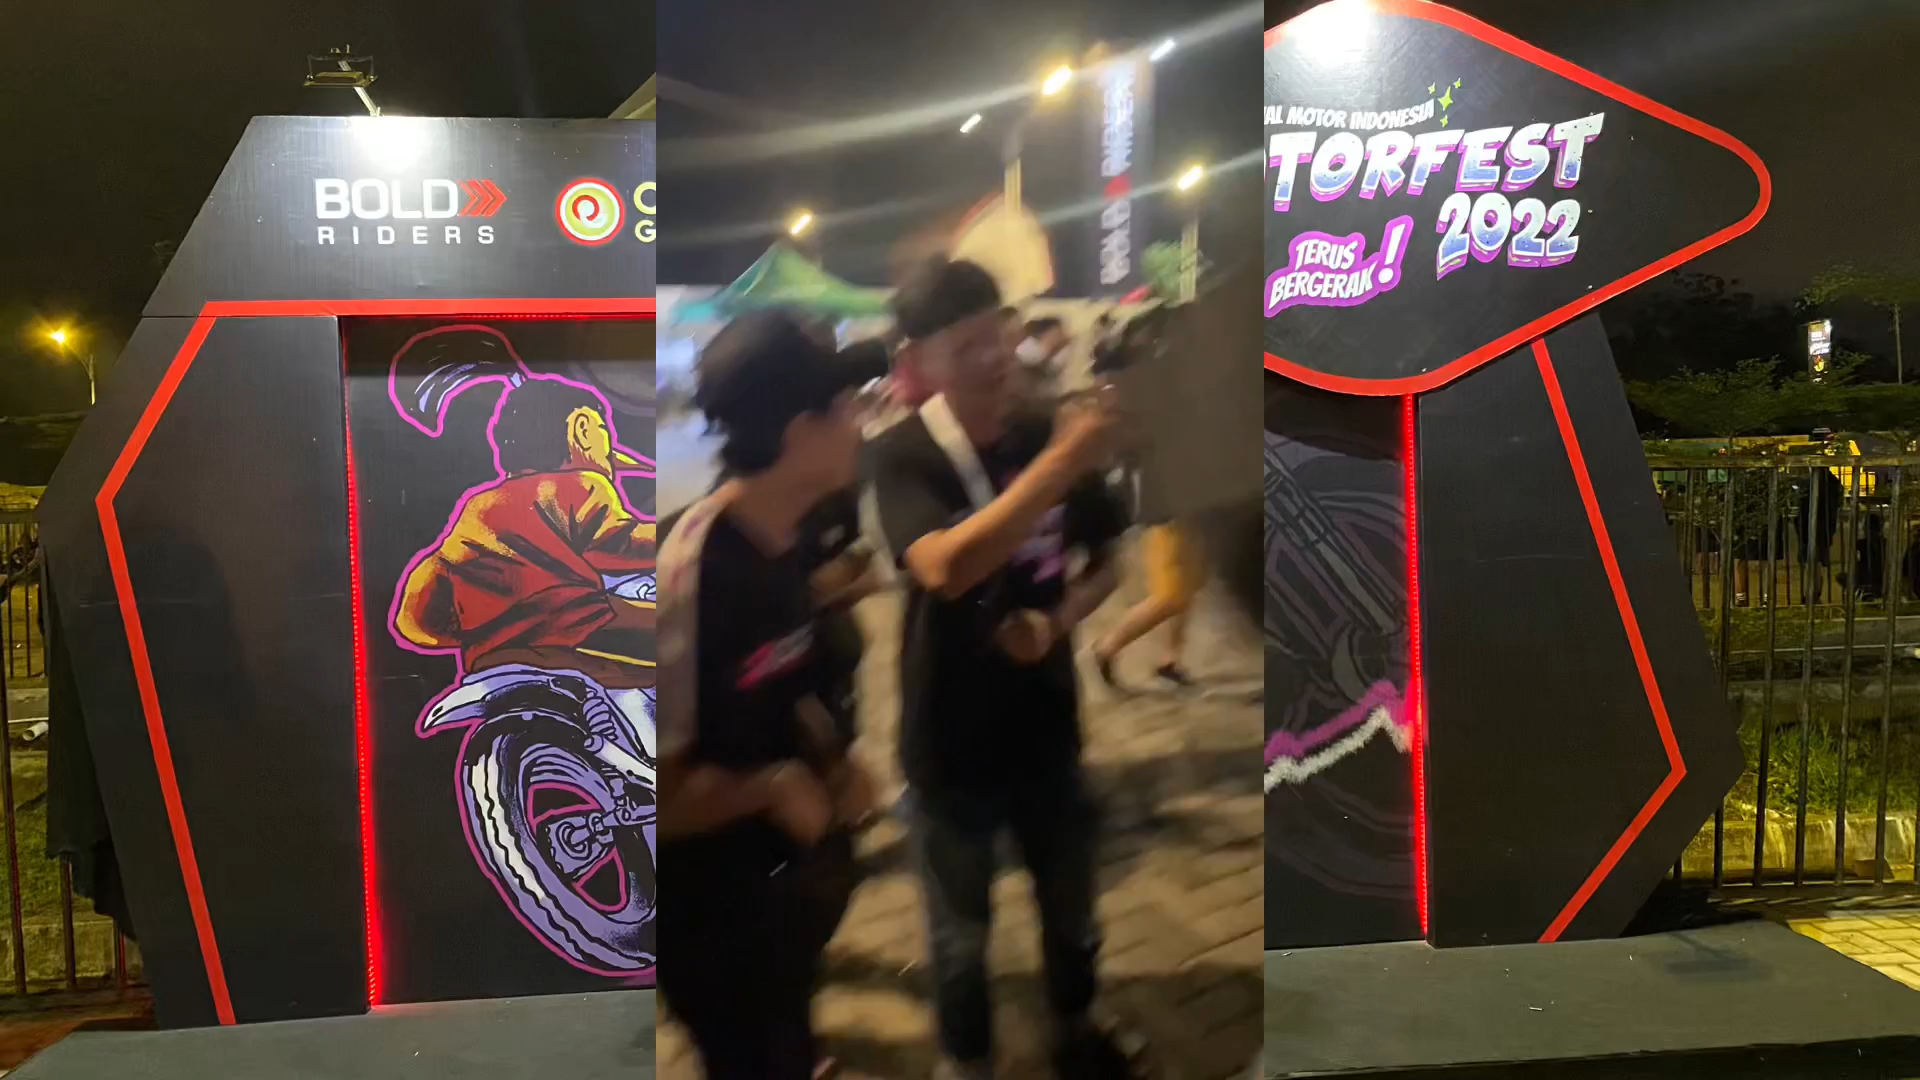 BOLD
RIDERS
AL MOTOR INDONESIA
TORFEST
2022
TERUS
BERGERAK!